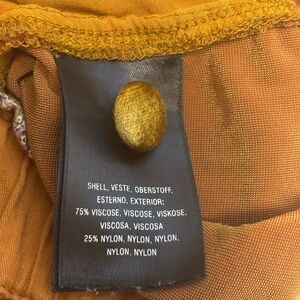 SHELL, VESTE, OBERSTOFF,
ESTERNO, EXTERIOR:
75% VISCOSE, VISCOSE, VISKOSE,
VISCOSA, VISCOSA
25% NYLON, NYLON, NYLON,
NYLON, NYLON